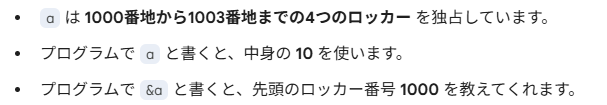 • a は 1000番地から1003番地までの4つのロッカー を独占しています。
• プログラムで a と書くと、中身の 10 を使います。
• プログラムで &a と書くと、先頭のロッカー番号 1000 を教えてくれます。